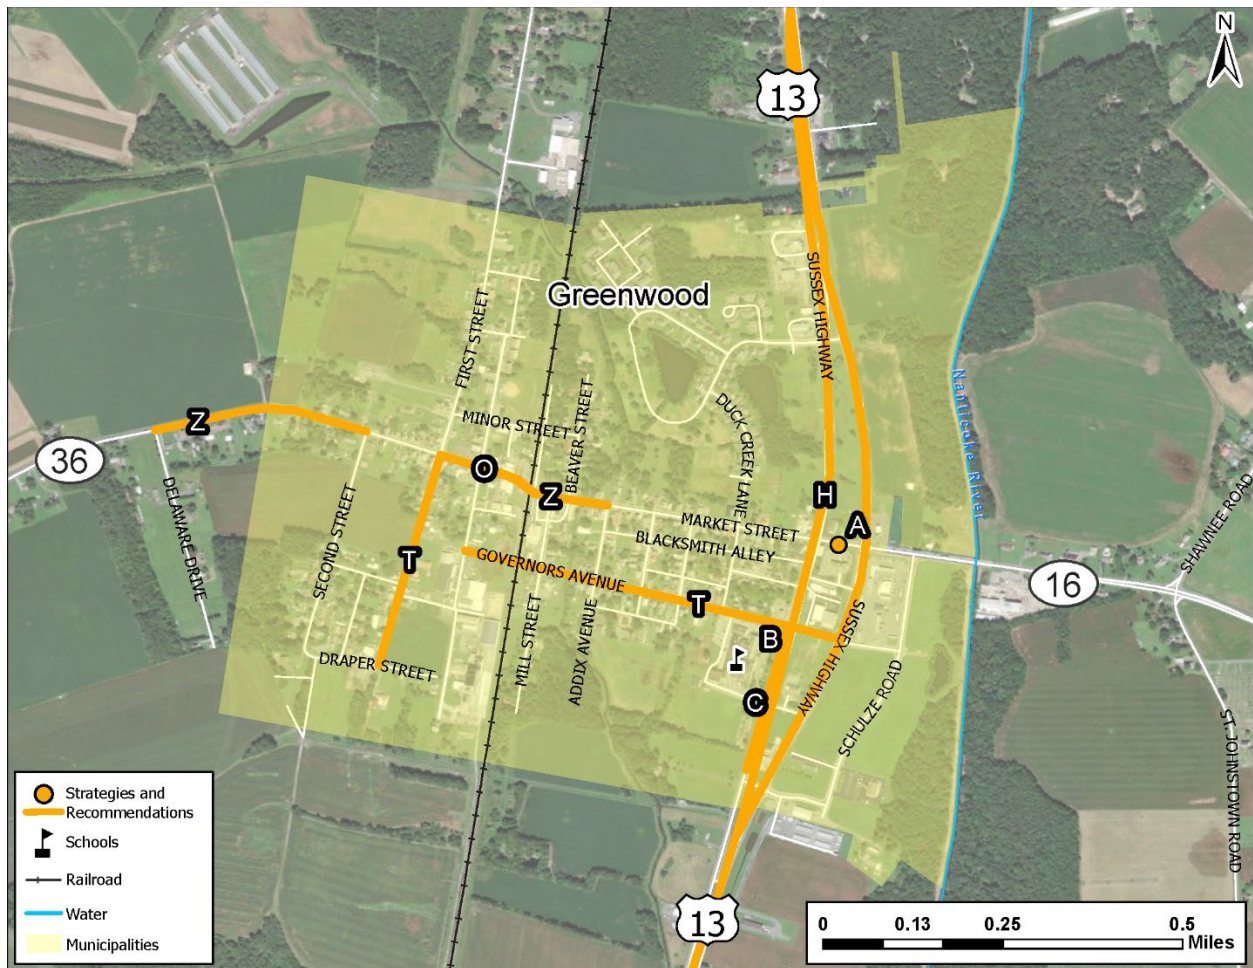 N
13
SUSSEX HIGHWAY
Greenwood
FIRST STREET
Nanticoke River
MINOR STREET
BEAVER STREET
DUCK CREEK LANE
Z
36
O
Z
H
A
MARKET STREET
BLACKSMITH ALLEY
DELAWARE DRIVE
SECOND STREET
T
GOVERNORS AVENUE
T
16
SHAWNEE ROAD
B
SUSSEX HIGHWAY
DRAPER STREET
MILL STREET
ADDIX AVENUE
C
SCHULZE ROAD
ST JOHNSTOWN ROAD
13
Strategies and
Recommendations
Schools
Railroad
Water
Municipalities
0 0.13 0.25 0.5
Miles